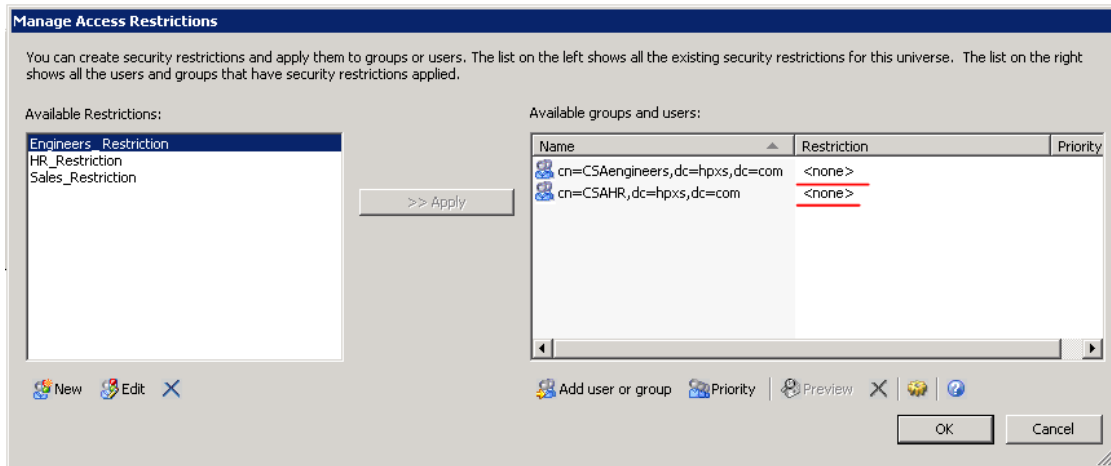 Manage Access Restrictions
You can create security restrictions and apply them to groups or users. The list on the left shows all the existing security restrictions for this universe. The list on the right
shows all the users and groups that have security restrictions applied.
Available Restrictions:
Engineers_ Restriction
HR_Restriction
Sales_Restriction
>> Apply
Available groups and users:
Name Restriction Priority
cn=CSAengineers,dc=hpxs,dc=com <none>
cn=CSAHR,dc=hpxs,dc=com <none>
New Edit
Add user or group Priority Preview
OK Cancel